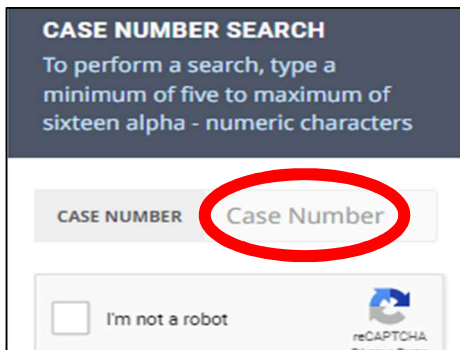 CASE NUMBER SEARCH
To perform a search, type a
minimum of five to maximum of
sixteen alpha - numeric characters
CASE NUMBER Case Number
I'm not a robot
reCAPTCHA